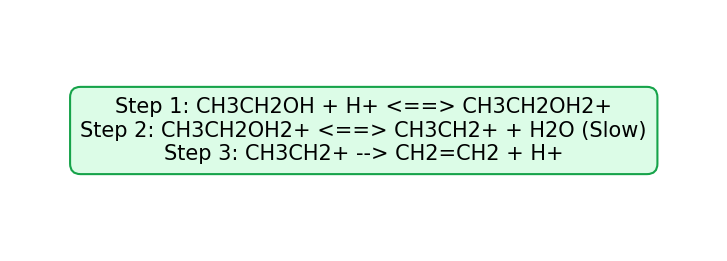 Step 1: CH3CH2OH + H+ <==> CH3CH2OH2+
Step 2: CH3CH2OH2+ <==> CH3CH2+ + H2O (Slow)
Step 3: CH3CH2+ --> CH2=CH2 + H+